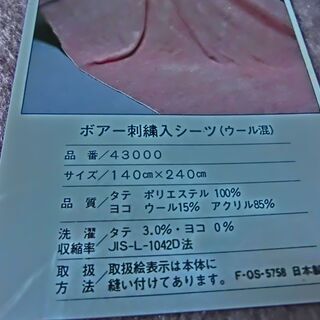 ボアー刺繍入シーツ(ウール混)
品番/43000
サイズ/140㎝×240㎝
品質/タテ ポリエステル 100%
ヨコ ウール15% アクリル85%
洗濯収縮率/タテ 3.0%・ヨコ 0%
JIS-L-1042D法
取扱方法/取扱絵表示は本体に
縫い付けてあります。 F-OS-5758 日本製